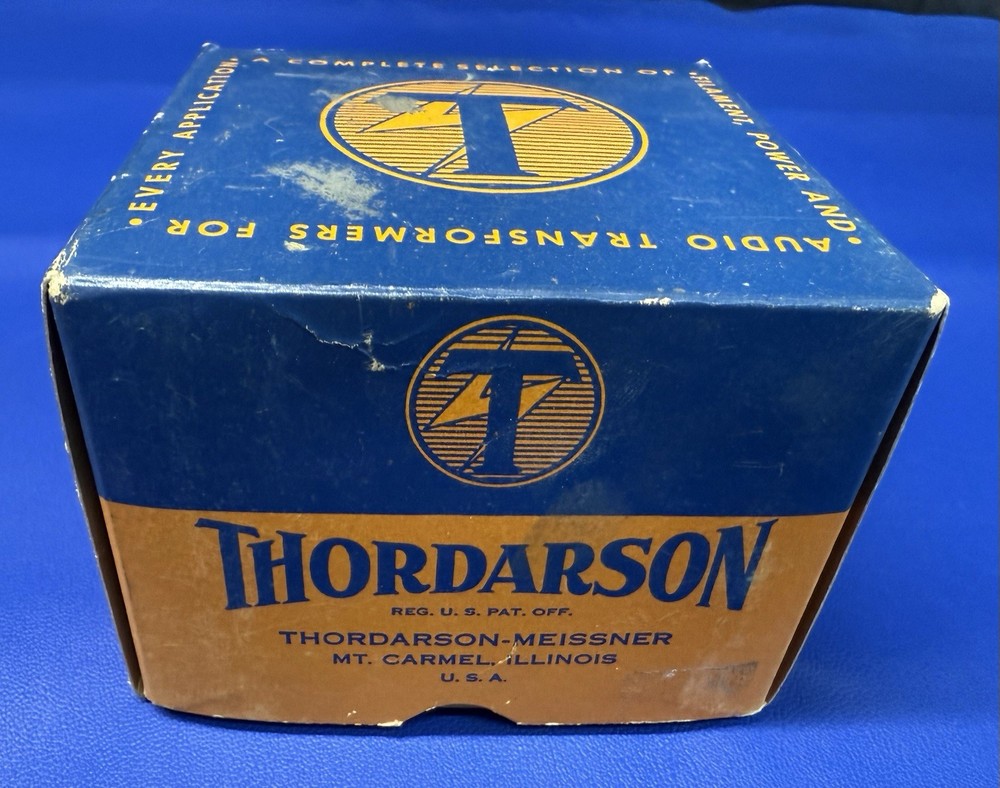 A COMPLETE SELECTION OF
• FILAMENT, POWER AND •
AUDIO TRANSFORMERS FOR
• EVERY APPLICATION •
T
T
THORDARSON
REG. U. S. PAT. OFF.
THORDARSON-MEISSNER
MT. CARMEL, ILLINOIS
U. S. A.